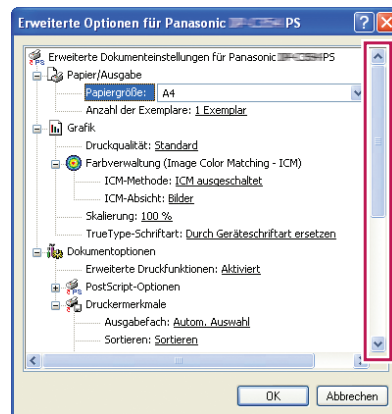 Erweiterte Optionen für Panasonic PS
Erweiterte Dokumenteinstellungen für Panasonic PS
Papier/Ausgabe
Papiergröße: A4
Anzahl der Exemplare: 1 Exemplar
Grafik
Druckqualität: Standard
Farbverwaltung (Image Color Matching - ICM)
ICM-Methode: ICM ausgeschaltet
ICM-Absicht: Bilder
Skalierung: 100 %
TrueType-Schriftart: Durch Geräteschriftart ersetzen
Dokumentoptionen
Erweiterte Druckfunktionen: Aktiviert
PostScript-Optionen
Druckermerkmale
Ausgabefach: Autom. Auswahl
Sortieren: Sortieren
OK Abbrechen